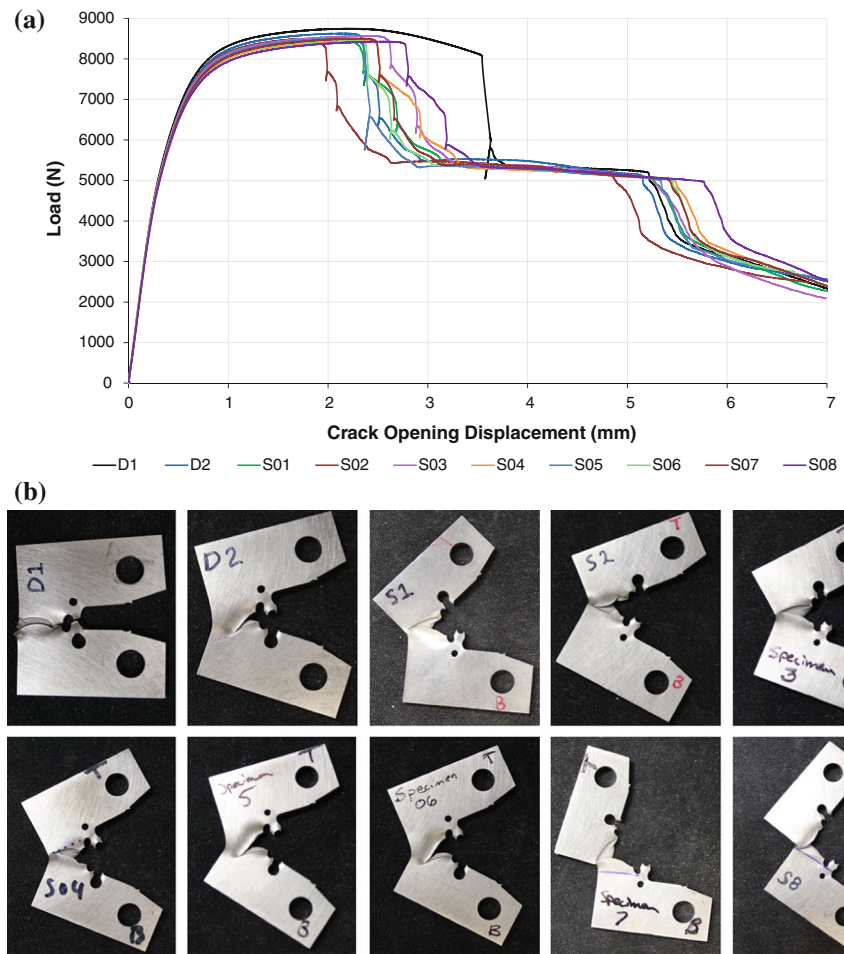 (a)
9000
8000
7000
6000
5000
4000
3000
2000
1000
0
Load (N)
0 1 2 3 4 5 6 7
Crack Opening Displacement (mm)
D1 D2 S01 S02 S03 S04 S05 S06 S07 S08
(b)
D1
D2
T
S1
B
T
S2
B
T
Specimen
3
T
S04
B
T
Specimen
5
B
T
Specimen
06
B
T
Specimen
7
B
S8